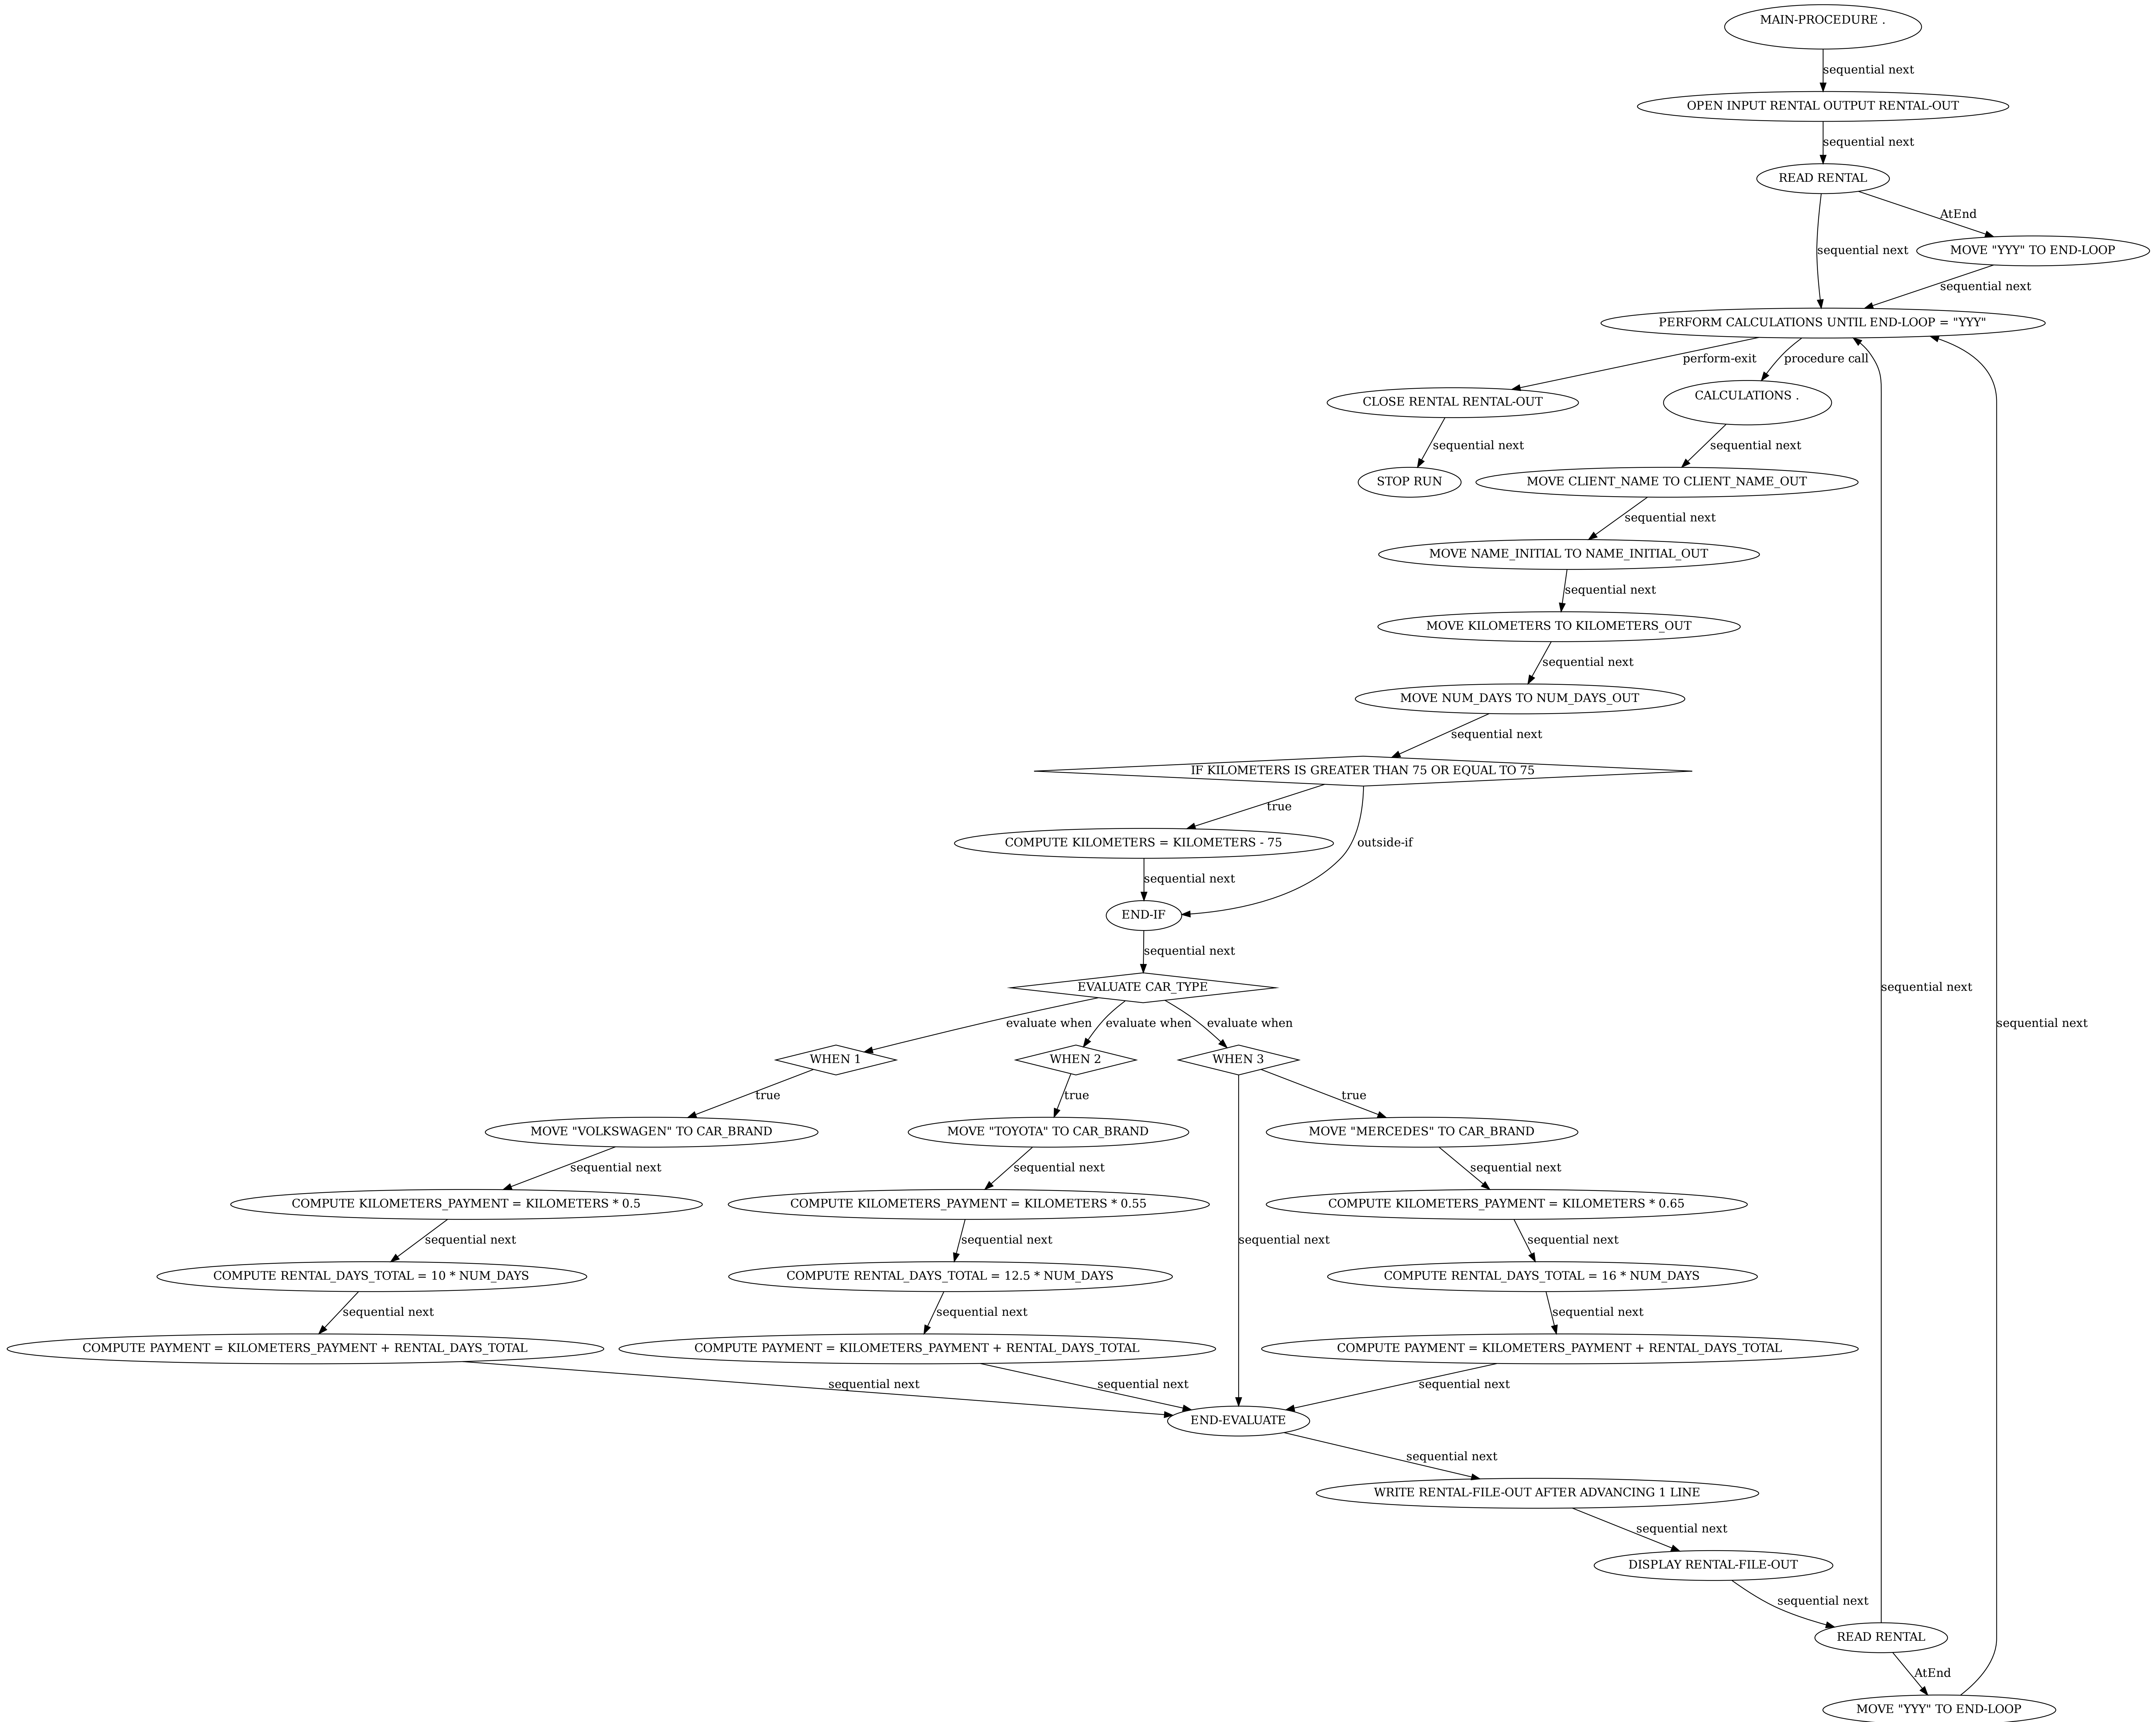 MAIN-PROCEDURE .
sequential next
OPEN INPUT RENTAL OUTPUT RENTAL-OUT
sequential next
READ RENTAL
AtEnd
sequential next
MOVE "YYY" TO END-LOOP
sequential next
PERFORM CALCULATIONS UNTIL END-LOOP = "YYY"
perform-exit
procedure call
CLOSE RENTAL RENTAL-OUT
CALCULATIONS .
sequential next
sequential next
STOP RUN
MOVE CLIENT_NAME TO CLIENT_NAME_OUT
sequential next
MOVE NAME_INITIAL TO NAME_INITIAL_OUT
sequential next
MOVE KILOMETERS TO KILOMETERS_OUT
sequential next
MOVE NUM_DAYS TO NUM_DAYS_OUT
sequential next
IF KILOMETERS IS GREATER THAN 75 OR EQUAL TO 75
true
COMPUTE KILOMETERS = KILOMETERS - 75
outside-if
sequential next
END-IF
sequential next
EVALUATE CAR_TYPE
sequential next
evaluate when
evaluate when
evaluate when
sequential next
WHEN 1
WHEN 2
WHEN 3
true
true
true
MOVE "VOLKSWAGEN" TO CAR_BRAND
MOVE "TOYOTA" TO CAR_BRAND
MOVE "MERCEDES" TO CAR_BRAND
sequential next
sequential next
sequential next
COMPUTE KILOMETERS_PAYMENT = KILOMETERS * 0.5
COMPUTE KILOMETERS_PAYMENT = KILOMETERS * 0.55
COMPUTE KILOMETERS_PAYMENT = KILOMETERS * 0.65
sequential next
sequential next
sequential next
sequential next
COMPUTE RENTAL_DAYS_TOTAL = 10 * NUM_DAYS
COMPUTE RENTAL_DAYS_TOTAL = 12.5 * NUM_DAYS
COMPUTE RENTAL_DAYS_TOTAL = 16 * NUM_DAYS
sequential next
sequential next
sequential next
COMPUTE PAYMENT = KILOMETERS_PAYMENT + RENTAL_DAYS_TOTAL
COMPUTE PAYMENT = KILOMETERS_PAYMENT + RENTAL_DAYS_TOTAL
COMPUTE PAYMENT = KILOMETERS_PAYMENT + RENTAL_DAYS_TOTAL
sequential next
sequential next
sequential next
END-EVALUATE
sequential next
WRITE RENTAL-FILE-OUT AFTER ADVANCING 1 LINE
sequential next
DISPLAY RENTAL-FILE-OUT
sequential next
READ RENTAL
AtEnd
MOVE "YYY" TO END-LOOP